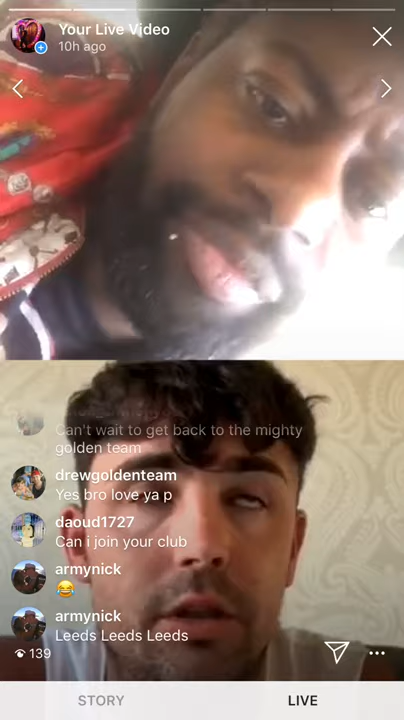 Your Live Video
10h ago
Can't wait to get back to the mighty
golden team
drewgoldenteam
Yes bro love ya p
daoud1727
Can i join your club
armynick
😂
armynick
Leeds Leeds Leeds
139
STORY
LIVE